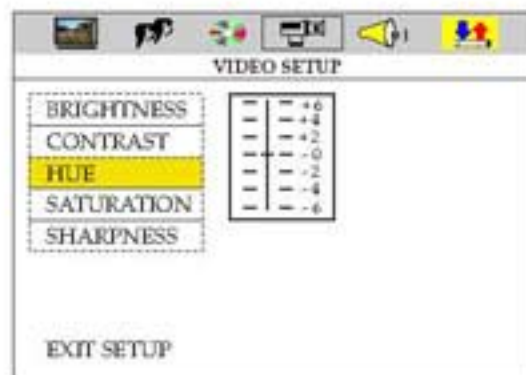 VIDEO SETUP
BRIGHTNESS
CONTRAST
HUE
SATURATION
SHARPNESS
+6
+4
+2
- 0
- 2
- 4
- 6
EXIT SETUP